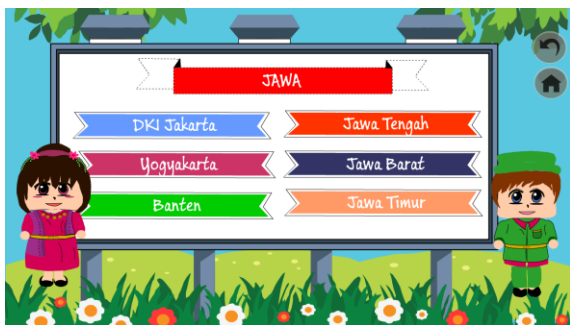 JAWA
DKI Jakarta
Jawa Tengah
Yogyakarta
Jawa Barat
Banten
Jawa Timur